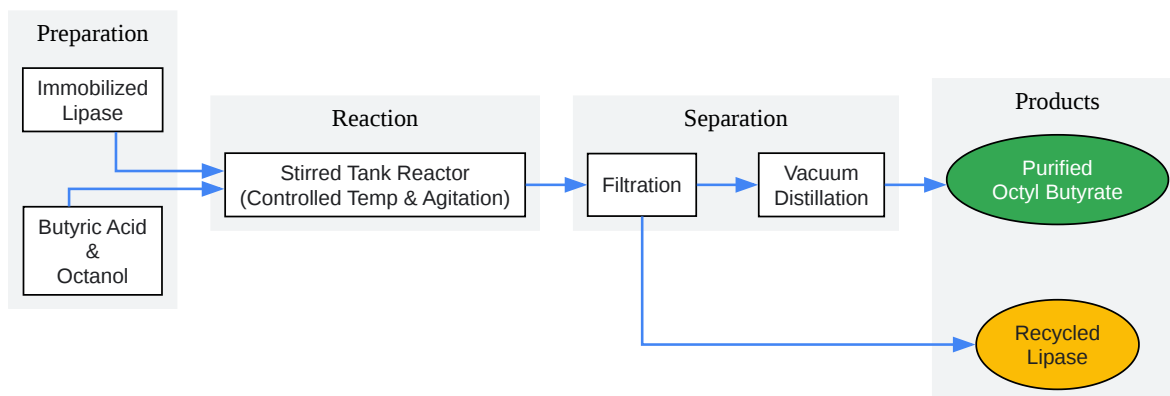 Preparation
Immobilized
Lipase
Butyric Acid
&
Octanol
Reaction
Stirred Tank Reactor
(Controlled Temp & Agitation)
Separation
Filtration
Vacuum
Distillation
Products
Purified
Octyl Butyrate
Recycled
Lipase